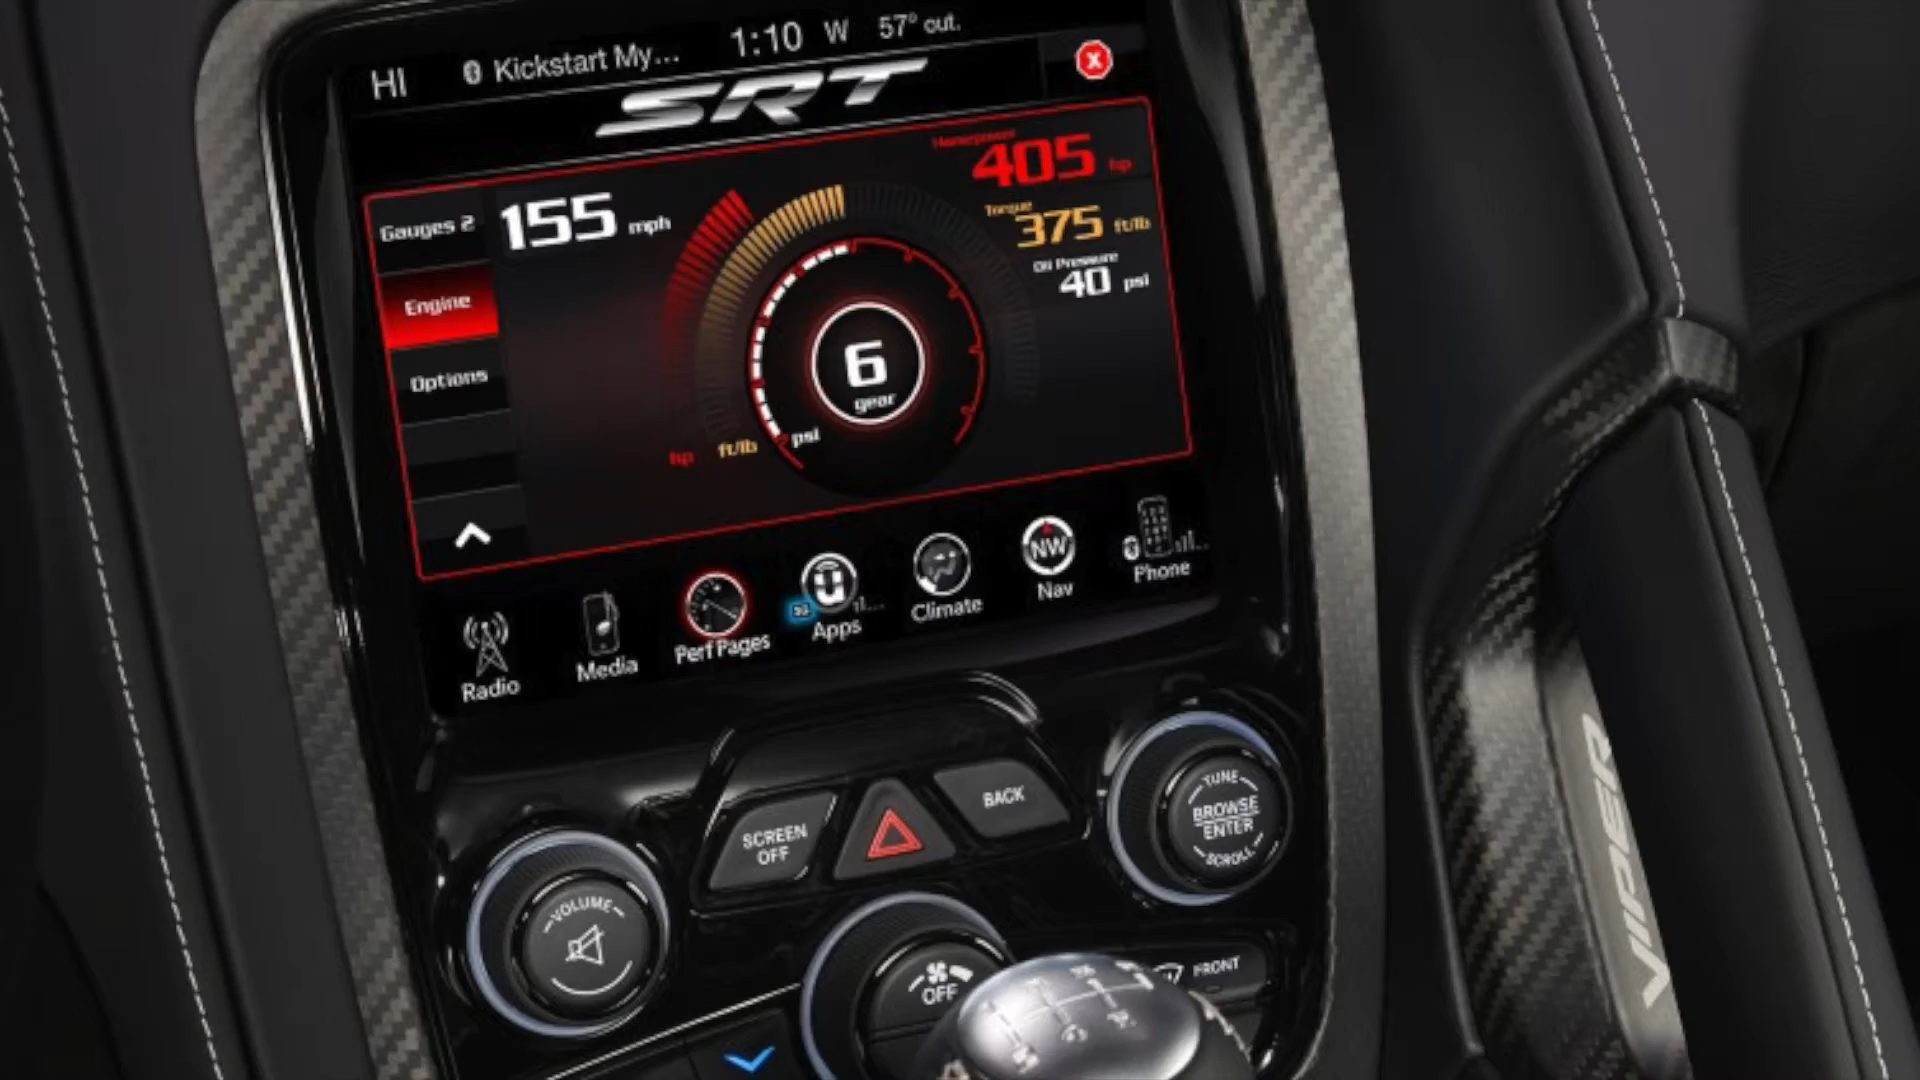 HI Kickstart My... 1:10 W 57° out.
SRT
X
Horsepower
405 hp
Gauges 2
155 mph
Torque
375 ft/lb
Oil Pressure
40 psi
Engine
6
gear
Options
hp ft/lb psi
NW
Radio
Media
Perf Pages
Apps
Climate
Nav
Phone
SCREEN
OFF
BACK
TUNE
BROWSE
ENTER
SCROLL
VOLUME
OFF
FRONT
VIPER